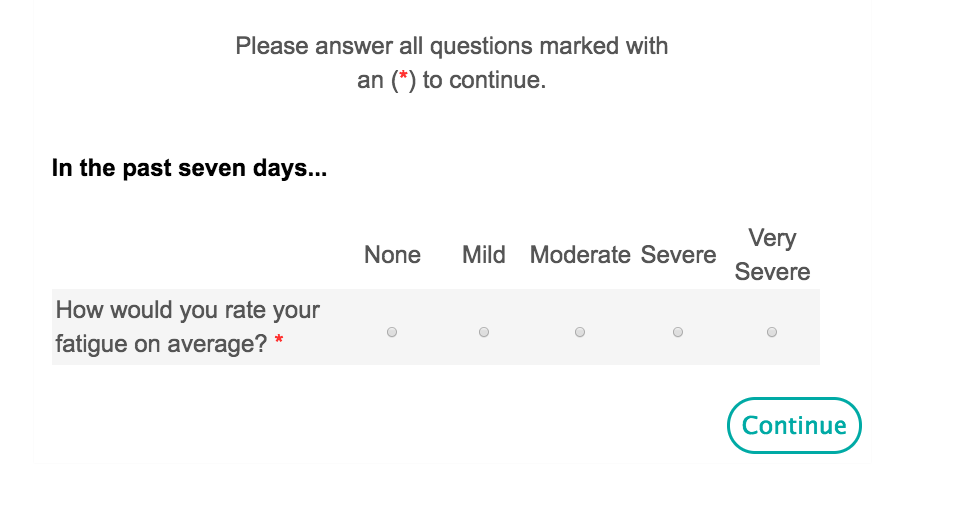 Please answer all questions marked with
an (*) to continue.
In the past seven days...
None Mild Moderate Severe Very Severe
How would you rate your
fatigue on average? *
Continue